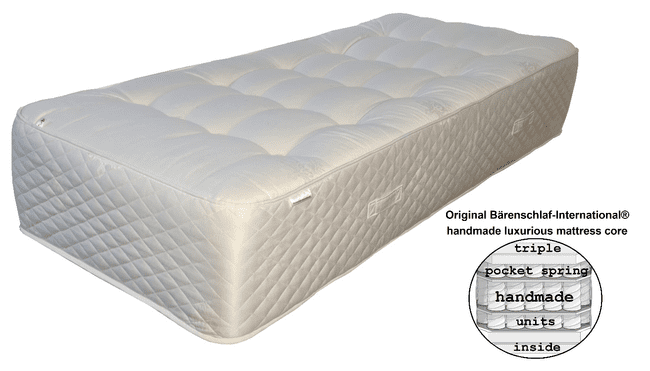 Original Bärenschlaf-International®
handmade luxurious mattress core
triple
pocket spring
handmade
units
inside